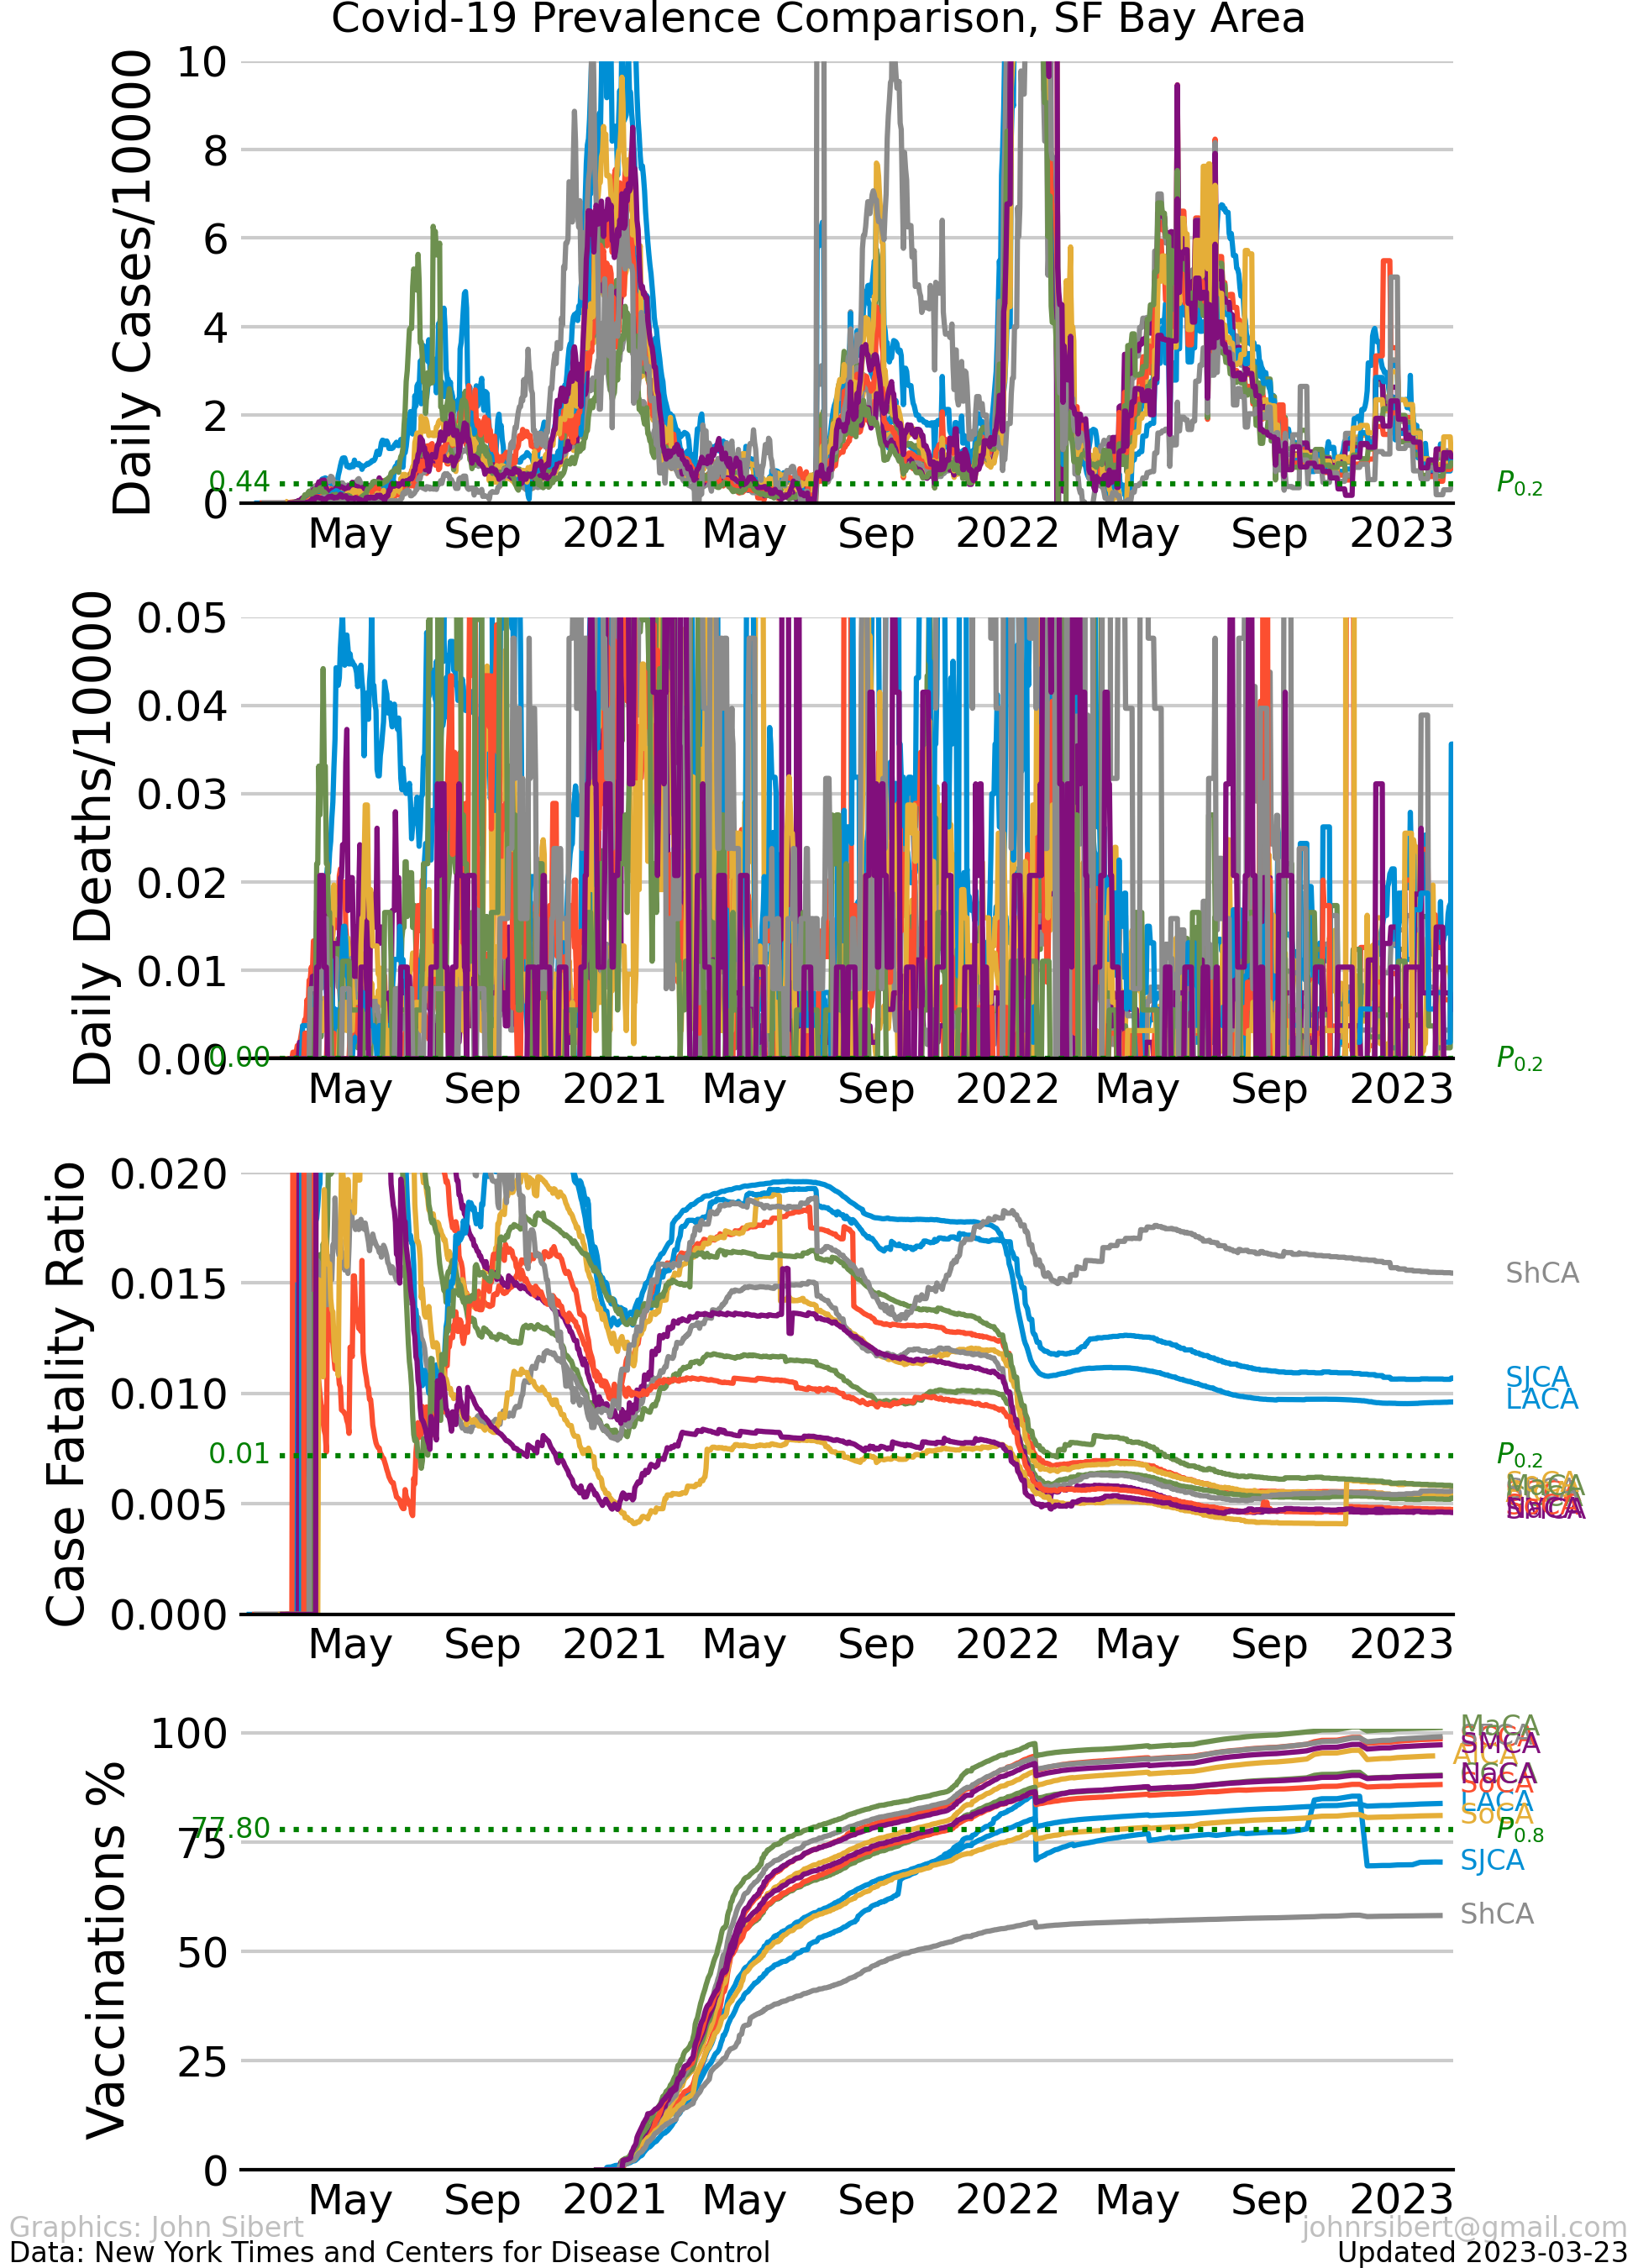 Covid-19 Prevalence Comparison, SF Bay Area
Daily Cases/10000
10
8
6
4
2
0
0.44
P0.2
May Sep 2021 May Sep 2022 May Sep 2023
Daily Deaths/10000
0.05
0.04
0.03
0.02
0.01
0.00
0.00
P0.2
May Sep 2021 May Sep 2022 May Sep 2023
Case Fatality Ratio
0.020
0.015
0.010
0.005
0.000
0.01
ShCA
SJCA
LACA
P0.2
MaCA
SMCA
May Sep 2021 May Sep 2022 May Sep 2023
Vaccinations %
100
75
50
25
0
77.80
MaCA
SMCA
AlCA
NaCA
SoCA
LACA
SoCA
P0.8
SJCA
ShCA
May Sep 2021 May Sep 2022 May Sep 2023
Graphics: John Sibert
johnrsibert@gmail.com
Data: New York Times and Centers for Disease Control
Updated 2023-03-23